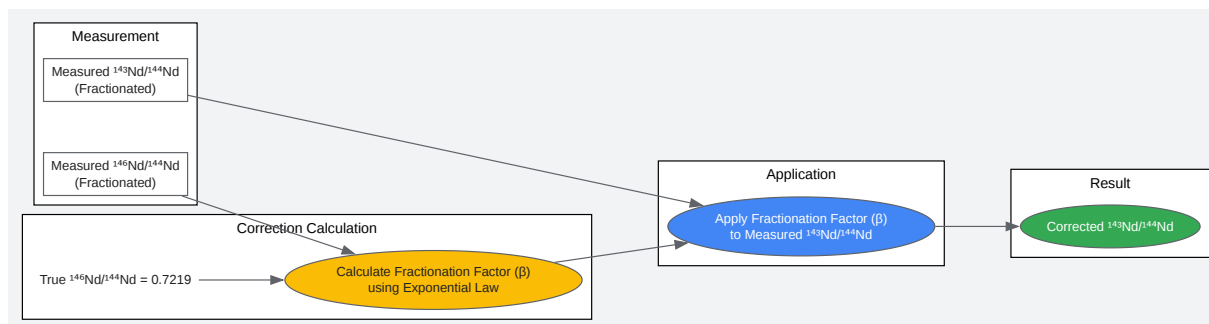 Measurement
Measured ¹⁴³Nd/¹⁴⁴Nd
(Fractionated)
Measured ¹⁴⁶Nd/¹⁴⁴Nd
(Fractionated)
Correction Calculation
True ¹⁴⁶Nd/¹⁴⁴Nd = 0.7219
Calculate Fractionation Factor (β)
using Exponential Law
Application
Apply Fractionation Factor (β)
to Measured ¹⁴³Nd/¹⁴⁴Nd
Result
Corrected ¹⁴³Nd/¹⁴⁴Nd